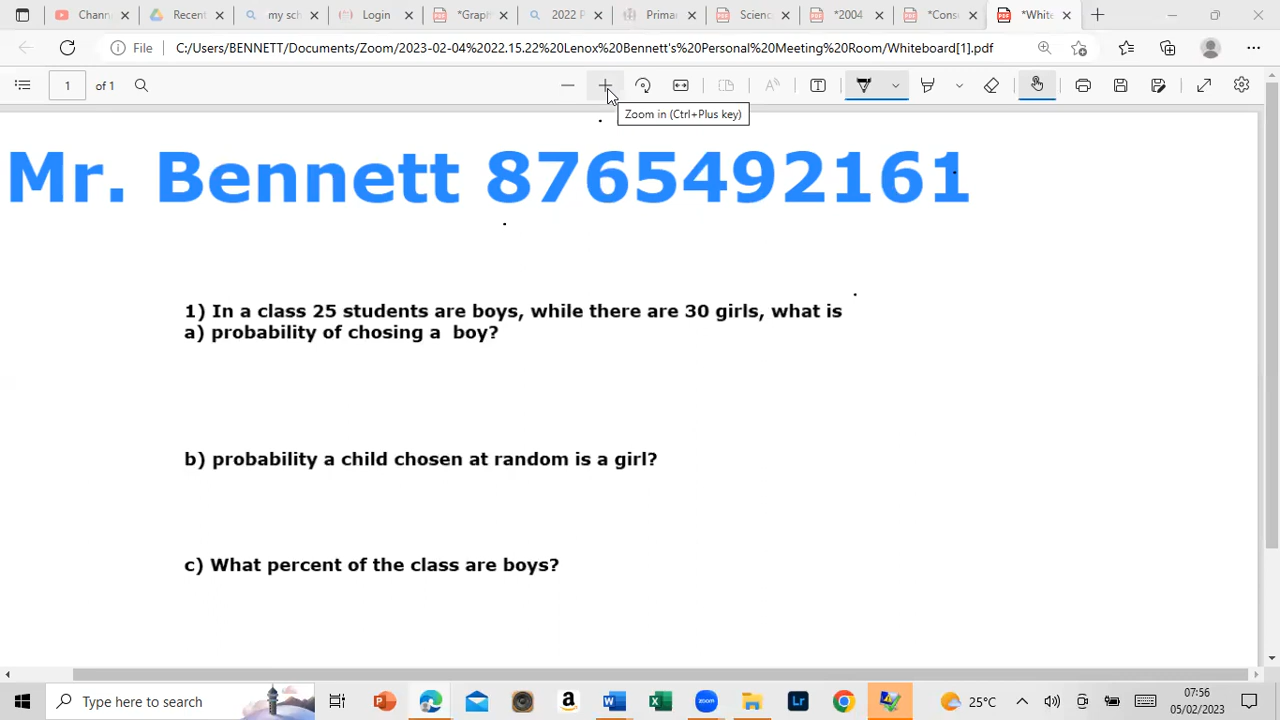 Chann
my sc
*Graph
2022 P
Prima
Scienc
*2004
*Cons
*White
File
C:/Users/BENNETT/Documents/Zoom/2023-02-04%2022.15.22%20Lenox%20Bennett's%20Personal%20Meeting%20Room/Whiteboard[1].pdf
1 of 1
Zoom in (Ctrl+Plus key)
Mr. Bennett 8765492161
1) In a class 25 students are boys, while there are 30 girls, what is
a) probability of chosing a boy?
b) probability a child chosen at random is a girl?
c) What percent of the class are boys?
Type here to search
25°C
07:56
05/02/2023